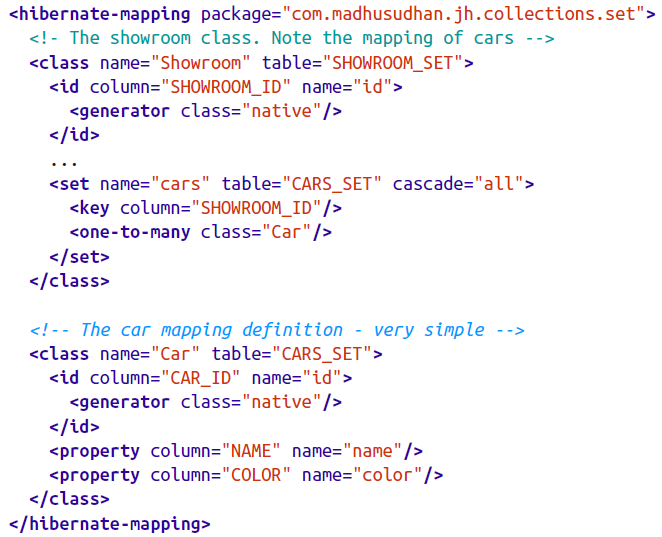 <hibernate-mapping package="com.madhusudhan.jh.collections.set">
<!- The showroom class. Note the mapping of cars -->
<class name="Showroom" table="SHOWROOM_SET">
<id column="SHOWROOM_ID" name="id">
<generator class="native"/>
</id>
...
<set name="cars" table="CARS_SET" cascade="all">
<key column="SHOWROOM_ID"/>
<one-to-many class="Car"/>
</set>
</class>
<!-- The car mapping definition - very simple -->
<class name="Car" table="CARS_SET">
<id column="CAR_ID" name="id">
<generator class="native"/>
</id>
<property column="NAME" name="name"/>
<property column="COLOR" name="color"/>
</class>
</hibernate-mapping>